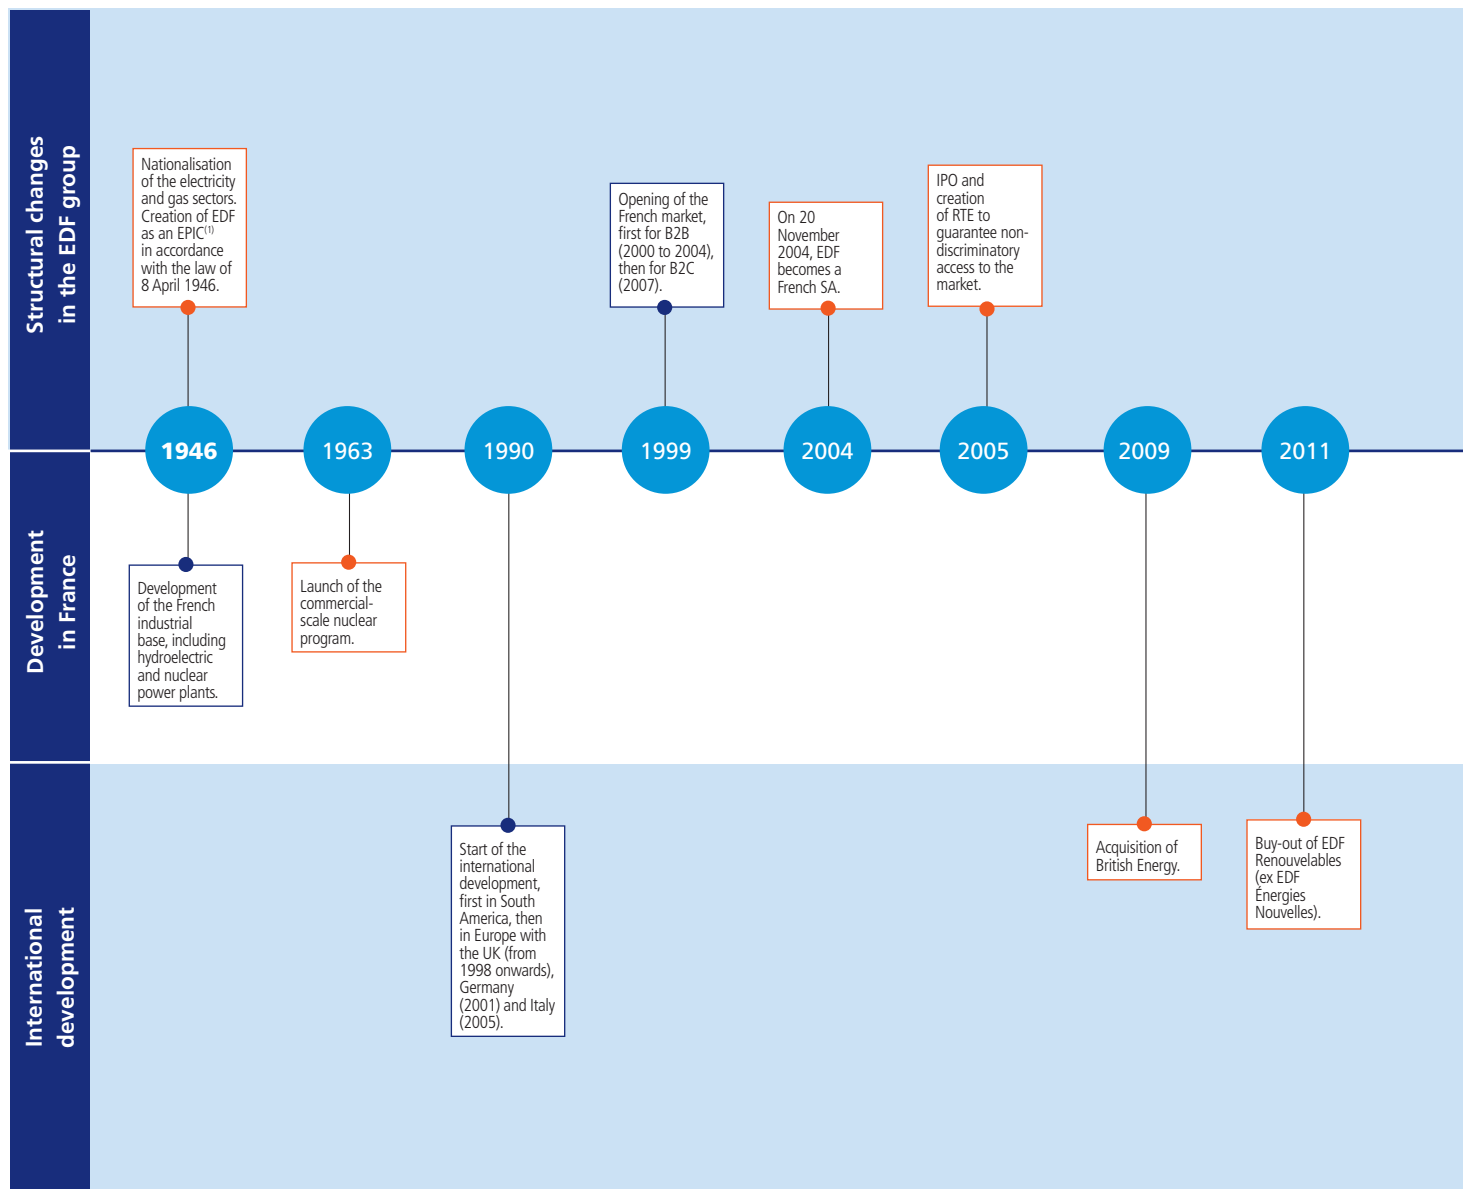 Structural changes
in the EDF group
Nationalisation
of the electricity
and gas sectors.
Creation of EDF
as an EPIC(1)
in accordance
with the law of
8 April 1946.
Opening of the
French market,
first for B2B
(2000 to 2004),
then for B2C
(2007).
On 20
November
2004, EDF
becomes a
French SA.
IPO and
creation
of RTE to
guarantee non-
discriminatory
access to the
market.
1946
1963
1990
1999
2004
2005
2009
2011
Development
in France
Development
of the French
industrial
base, including
hydroelectric
and nuclear
power plants.
Launch of the
commercial-
scale nuclear
program.
International
development
Start of the
international
development,
first in South
America, then
in Europe with
the UK (from
1998 onwards),
Germany
(2001) and Italy
(2005).
Acquisition of
British Energy.
Buy-out of EDF
Renouvelables
(ex EDF
Énergies
Nouvelles).